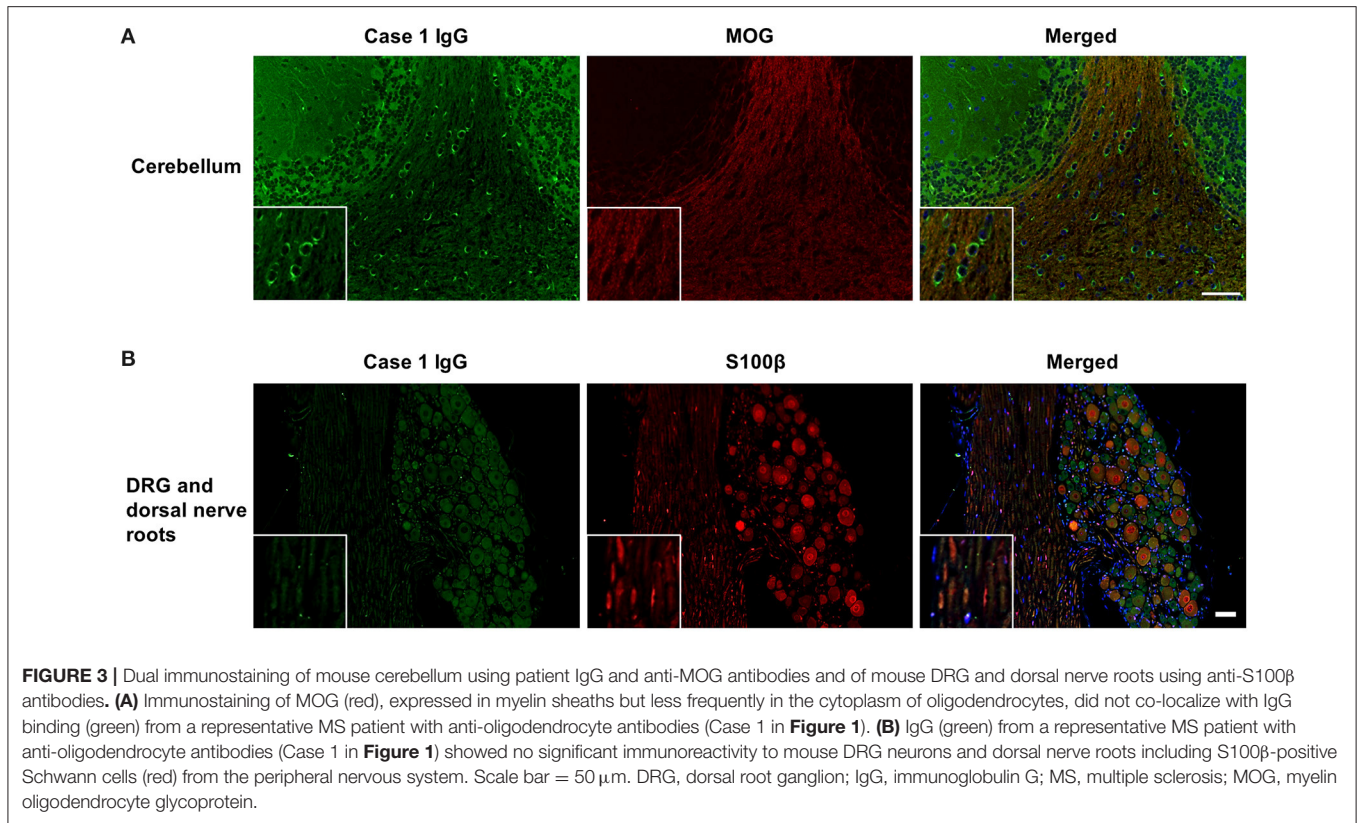 A
Case 1 IgG
MOG
Merged
Cerebellum
B
Case 1 IgG
S100β
Merged
DRG and
dorsal nerve
roots
FIGURE 3 | Dual immunostaining of mouse cerebellum using patient IgG and anti-MOG antibodies and of mouse DRG and dorsal nerve roots using anti-S100β
antibodies. (A) Immunostaining of MOG (red), expressed in myelin sheaths but less frequently in the cytoplasm of oligodendrocytes, did not co-localize with IgG
binding (green) from a representative MS patient with anti-oligodendrocyte antibodies (Case 1 in Figure 1). (B) IgG (green) from a representative MS patient with
anti-oligodendrocyte antibodies (Case 1 in Figure 1) showed no significant immunoreactivity to mouse DRG neurons and dorsal nerve roots including S100β-positive
Schwann cells (red) from the peripheral nervous system. Scale bar = 50 μm. DRG, dorsal root ganglion; IgG, immunoglobulin G; MS, multiple sclerosis; MOG, myelin
oligodendrocyte glycoprotein.